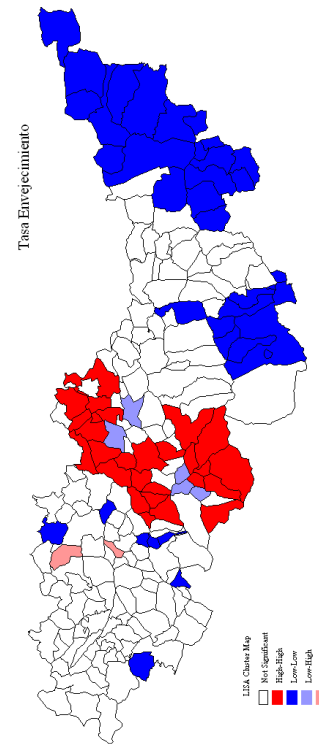 Tasa Envejecimiento
LISA Cluster Map
Not Significant
High-High
Low-Low
Low-High